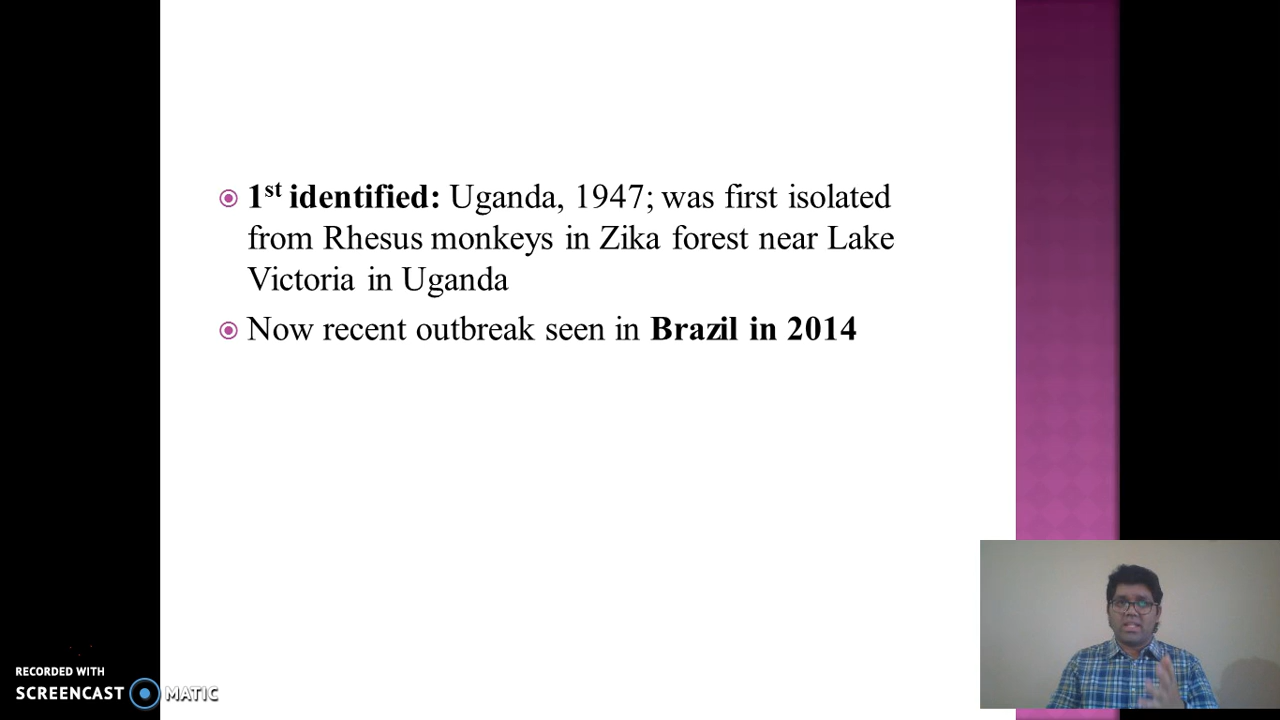 1st identified: Uganda, 1947; was first isolated
from Rhesus monkeys in Zika forest near Lake
Victoria in Uganda
Now recent outbreak seen in Brazil in 2014
RECORDED WITH
SCREENCAST MATIC